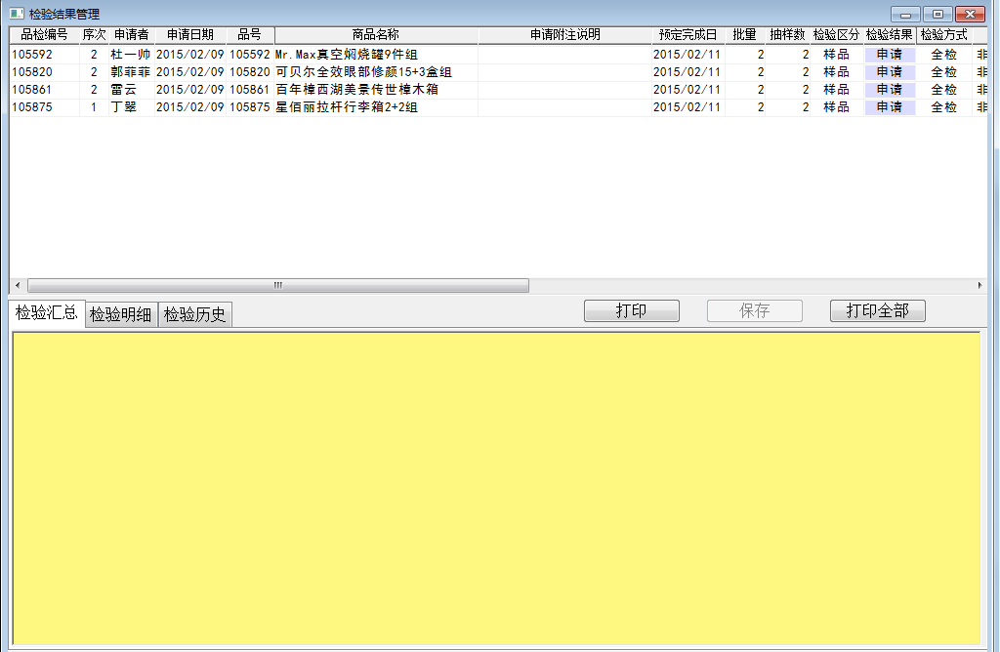 检验结果管理
品检编号 序次 申请者 申请日期 品号 商品名称 申请附注说明 预定完成日 批量 抽样数 检验区分 检验结果 检验方式
105592 2 杜一帅 2015/02/09 105592 Mr.Max真空焖烧罐9件组 2015/02/11 2 2 样品 申请 全检 非
105820 2 郭菲菲 2015/02/09 105820 可贝尔全效眼部修颜15+3盒组 2015/02/11 2 2 样品 申请 全检 非
105861 2 雷云 2015/02/09 105861 百年樟西湖美景传世樟木箱 2015/02/11 2 2 样品 申请 全检 非
105875 1 丁翠 2015/02/09 105875 星佰丽拉杆行李箱2+2组 2015/02/11 2 2 样品 申请 全检 非
检验汇总 检验明细 检验历史 打印 保存 打印全部